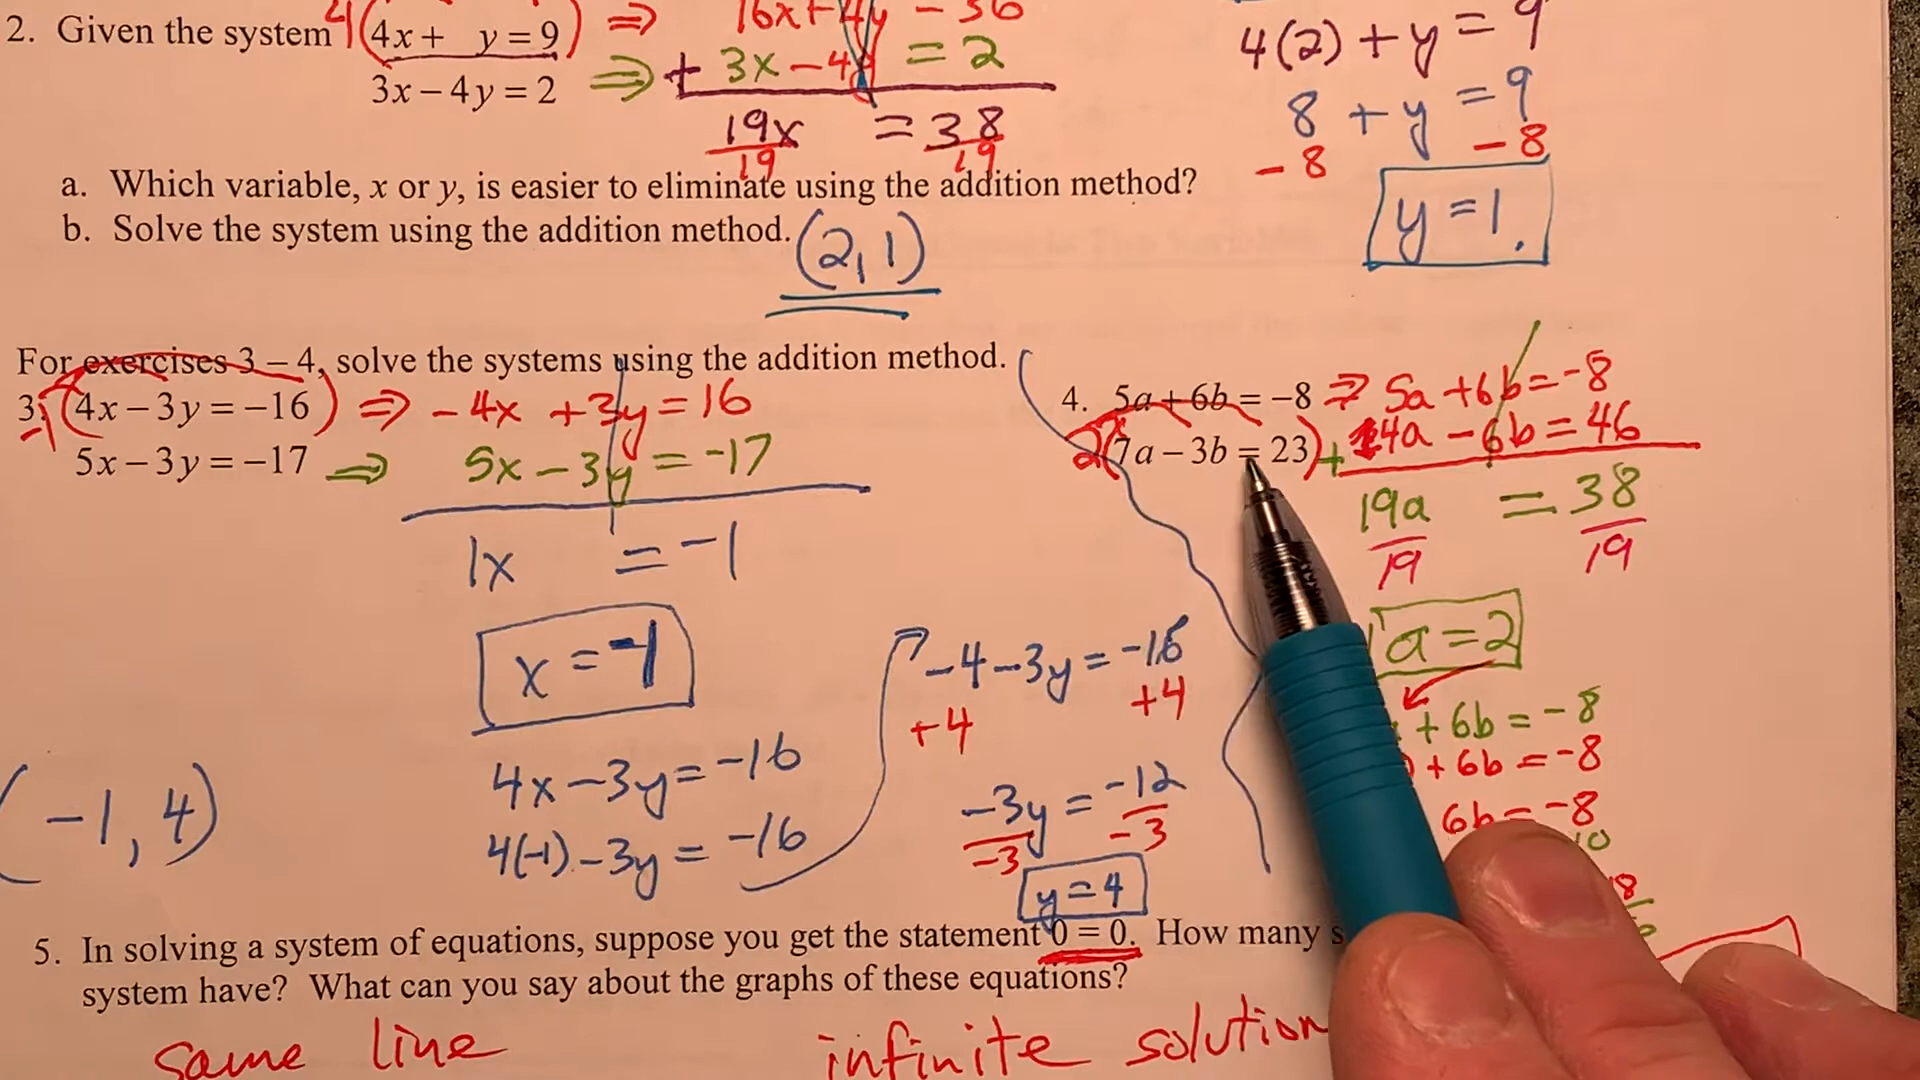 2. Given the system 4(4x + y = 9) ⇒ 16x + 4y = 36
3x – 4y = 2 ⇒ + 3x – 4y = 2
19x = 38
19 19
4(2) + y = 9
8 + y = 9
– 8 – 8
y = 1.
a. Which variable, x or y, is easier to eliminate using the addition method?
b. Solve the system using the addition method.
(2, 1)
For exercises 3 – 4, solve the systems using the addition method.
3. -1(4x – 3y = –16) ⇒ – 4x + 3y = 16
5x – 3y = –17 ⇒ 5x – 3y = -17
1x = -1
x = -1
4x – 3y = -16
4(-1) – 3y = -16
-4 – 3y = -16
+4 +4
-3y = -12
-3 -3
y = 4
(-1, 4)
4. 5a + 6b = –8 ⇒ 5a + 6b = -8
2(7a – 3b = 23) + 14a – 6b = 46
19a = 38
19 19
a = 2
+ 6b = -8
+ 6b = -8
6b = -8
5. In solving a system of equations, suppose you get the statement 0 = 0. How many
system have? What can you say about the graphs of these equations?
same line infinite solution